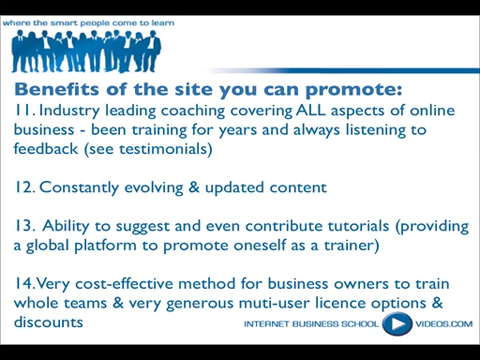 where the smart people come to learn
Benefits of the site you can promote:
11. Industry leading coaching covering ALL aspects of online
business - been training for years and always listening to
feedback (see testimonials)
12. Constantly evolving & updated content
13. Ability to suggest and even contribute tutorials (providing
a global platform to promote oneself as a trainer)
14.Very cost-effective method for business owners to train
whole teams & very generous muti-user licence options &
discounts
INTERNET BUSINESS SCHOOL VIDEOS.COM